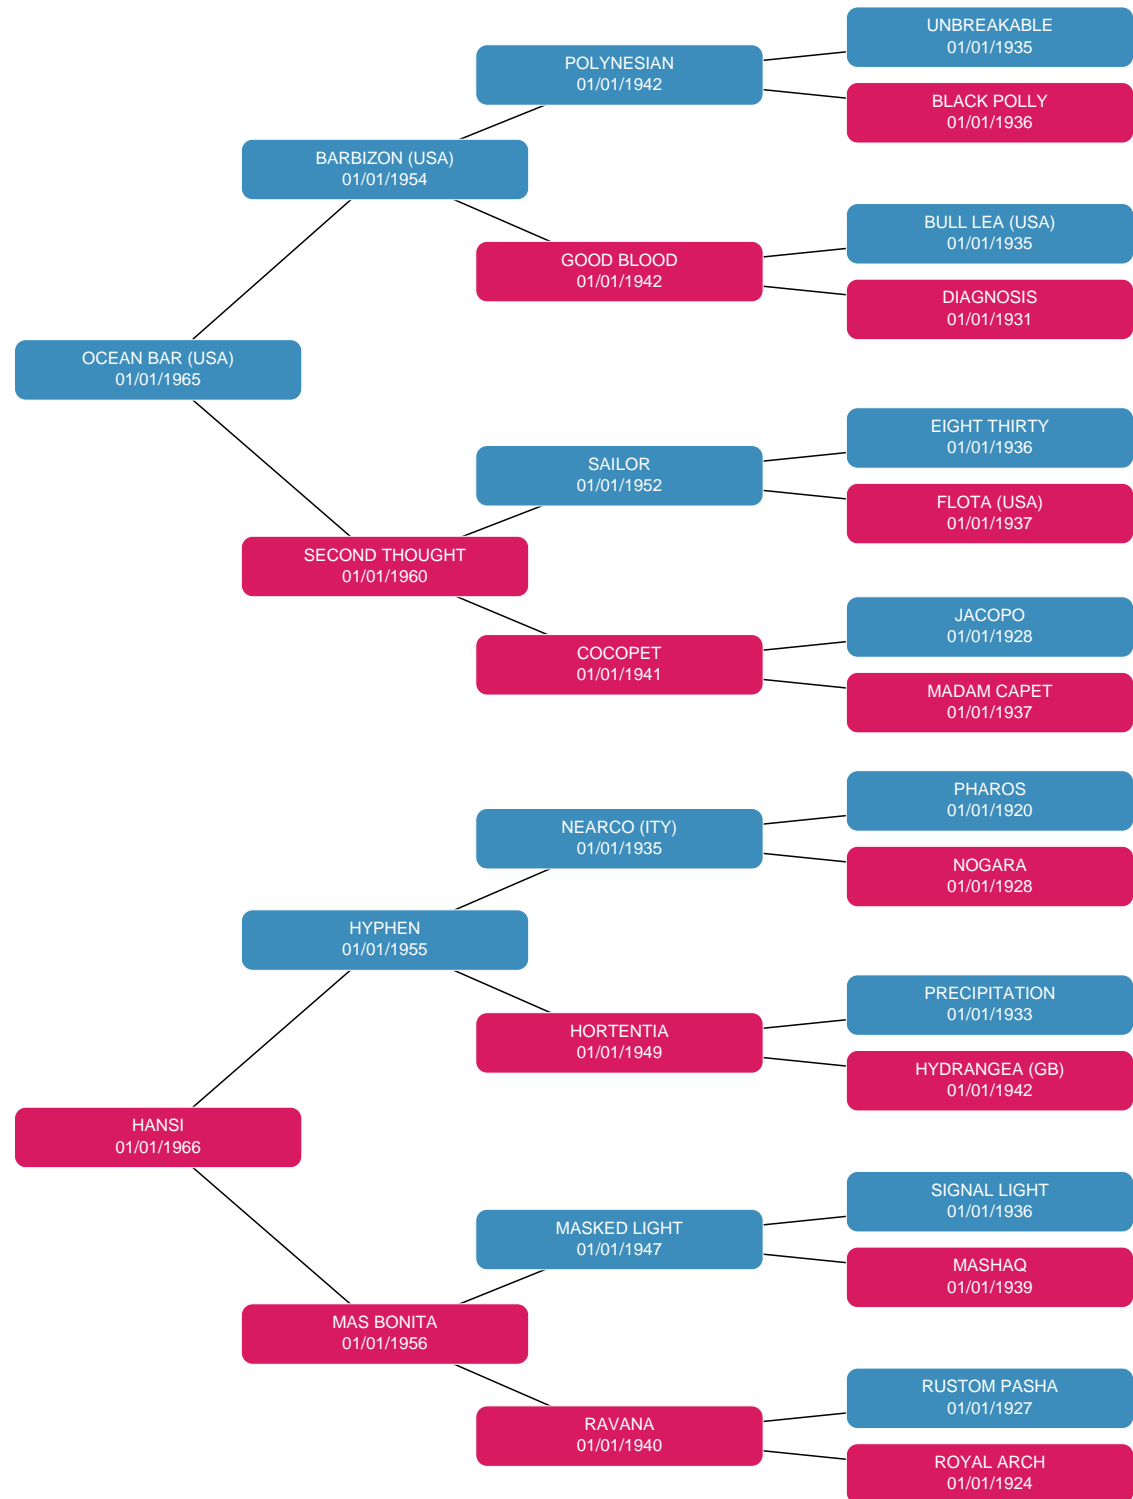 UNBREAKABLE
01/01/1935
POLYNESIAN
01/01/1942
BLACK POLLY
01/01/1936
BARBIZON (USA)
01/01/1954
BULL LEA (USA)
01/01/1935
GOOD BLOOD
01/01/1942
DIAGNOSIS
01/01/1931
OCEAN BAR (USA)
01/01/1965
EIGHT THIRTY
01/01/1936
SAILOR
01/01/1952
FLOTA (USA)
01/01/1937
SECOND THOUGHT
01/01/1960
JACOPO
01/01/1928
COCOPET
01/01/1941
MADAM CAPET
01/01/1937
PHAROS
01/01/1920
NEARCO (ITY)
01/01/1935
NOGARA
01/01/1928
HYPHEN
01/01/1955
PRECIPITATION
01/01/1933
HORTENTIA
01/01/1949
HYDRANGEA (GB)
01/01/1942
HANSI
01/01/1966
SIGNAL LIGHT
01/01/1936
MASKED LIGHT
01/01/1947
MASHAQ
01/01/1939
MAS BONITA
01/01/1956
RUSTOM PASHA
01/01/1927
RAVANA
01/01/1940
ROYAL ARCH
01/01/1924